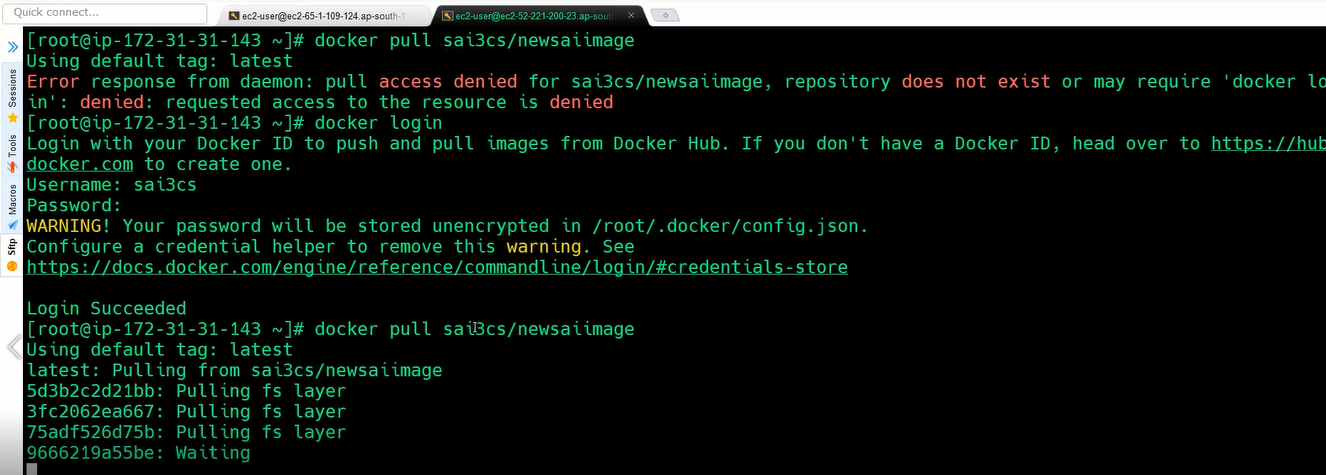 Quick connect...
ec2-user@ec2-65-1-109-124.ap-south-1
ec2-user@ec2-52-221-200-23.ap-sout
Sessions
Tools
Macros
Sftp
[root@ip-172-31-31-143 ~]# docker pull sai3cs/newsaiimage
Using default tag: latest
Error response from daemon: pull access denied for sai3cs/newsaiimage, repository does not exist or may require 'docker lo
in': denied: requested access to the resource is denied
[root@ip-172-31-31-143 ~]# docker login
Login with your Docker ID to push and pull images from Docker Hub. If you don't have a Docker ID, head over to https://hub
docker.com to create one.
Username: sai3cs
Password:
WARNING! Your password will be stored unencrypted in /root/.docker/config.json.
Configure a credential helper to remove this warning. See
https://docs.docker.com/engine/reference/commandline/login/#credentials-store
Login Succeeded
[root@ip-172-31-31-143 ~]# docker pull sai3cs/newsaiimage
Using default tag: latest
latest: Pulling from sai3cs/newsaiimage
5d3b2c2d21bb: Pulling fs layer
3fc2062ea667: Pulling fs layer
75adf526d75b: Pulling fs layer
9666219a55be: Waiting